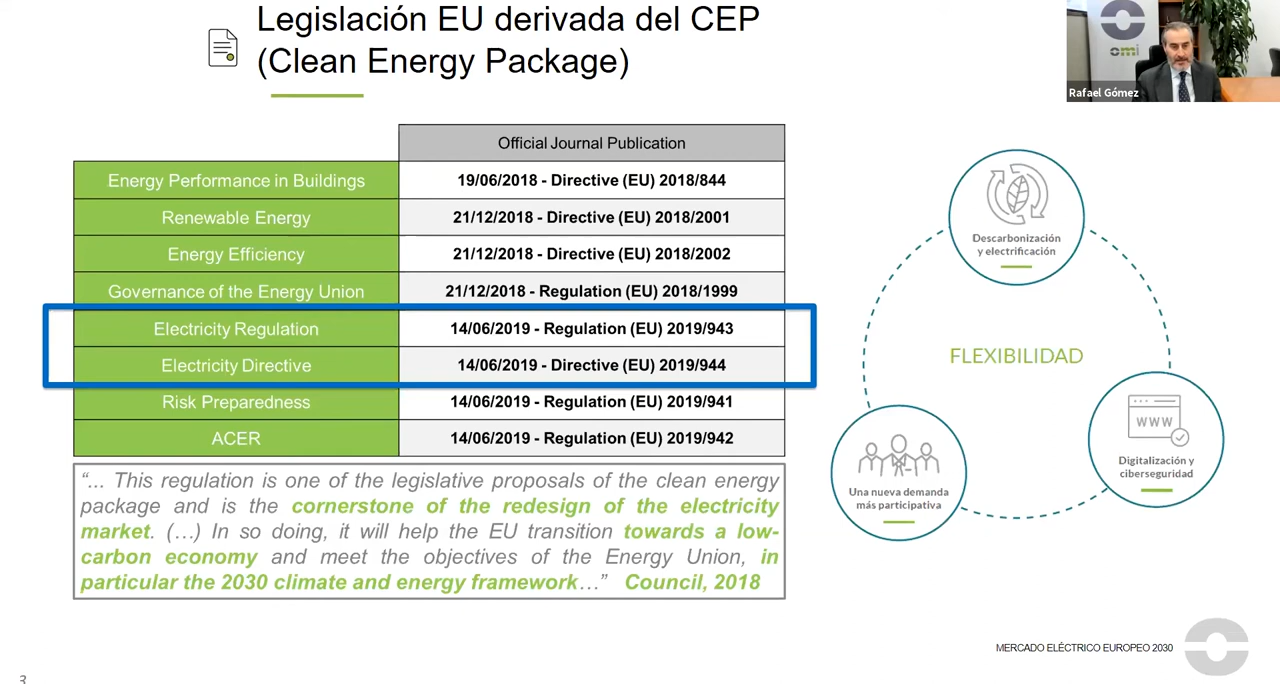 Legislación EU derivada del CEP
(Clean Energy Package)
omi
Rafael Gómez
Official Journal Publication
Energy Performance in Buildings 19/06/2018 - Directive (EU) 2018/844
Renewable Energy 21/12/2018 - Directive (EU) 2018/2001
Energy Efficiency 21/12/2018 - Directive (EU) 2018/2002
Governance of the Energy Union 21/12/2018 - Regulation (EU) 2018/1999
Electricity Regulation 14/06/2019 - Regulation (EU) 2019/943
Electricity Directive 14/06/2019 - Directive (EU) 2019/944
Risk Preparedness 14/06/2019 - Regulation (EU) 2019/941
ACER 14/06/2019 - Regulation (EU) 2019/942
“... This regulation is one of the legislative proposals of the clean energy
package and is the cornerstone of the redesign of the electricity
market. (…) In so doing, it will help the EU transition towards a low-
carbon economy and meet the objectives of the Energy Union, in
particular the 2030 climate and energy framework…” Council, 2018
Descarbonización
y electrificación
FLEXIBILIDAD
WWW
Digitalización y
ciberseguridad
Una nueva demanda
más participativa
MERCADO ELÉCTRICO EUROPEO 2030
3